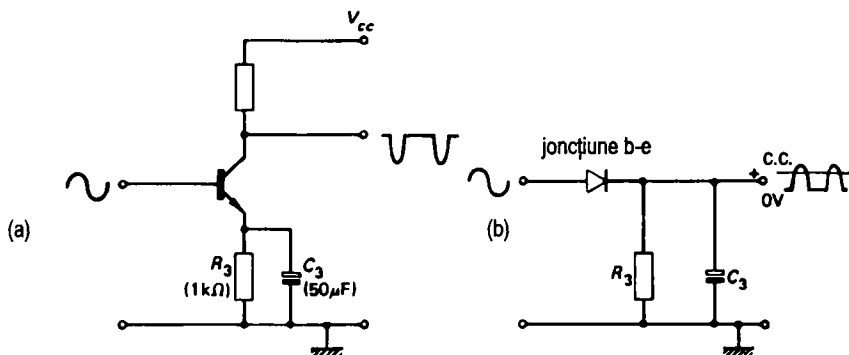 V_cc
joncțiune b-e
+ C.C.
0V
(a)
(b)
R_3
(1kΩ)
C_3
(50μF)
R_3
C_3